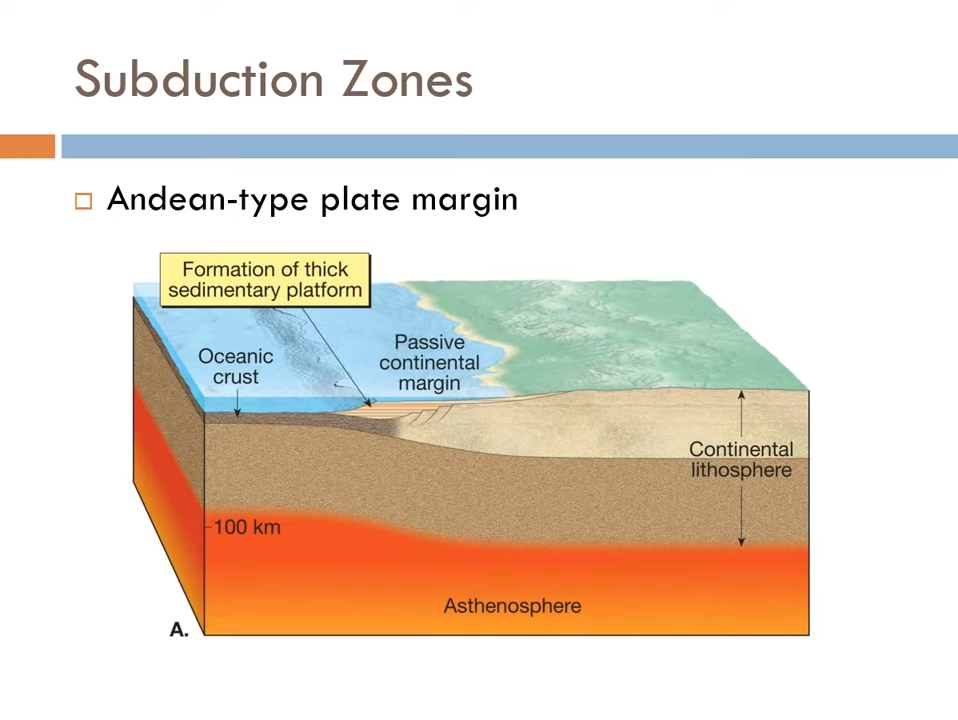 Subduction Zones
Andean-type plate margin
Formation of thick
sedimentary platform
Oceanic
crust
Passive
continental
margin
Continental
lithosphere
100 km
Asthenosphere
A.